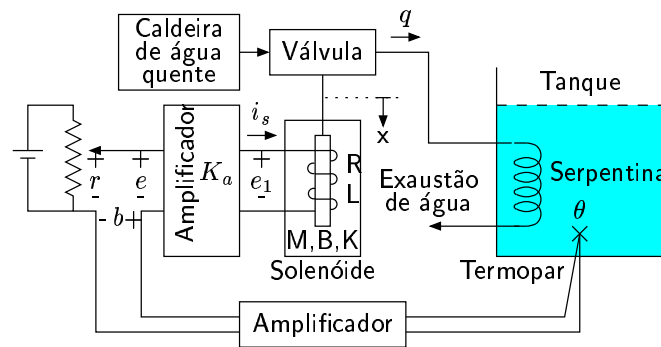 Caldeira
de água
quente
Válvula
q
Tanque
x
i_s
Amplificador
K_a
+
r
-
+
e
-
+
e_1
-
R
L
M,B,K
Solenóide
- b +
Exaustão
de água
Serpentina
θ
Termopar
Amplificador